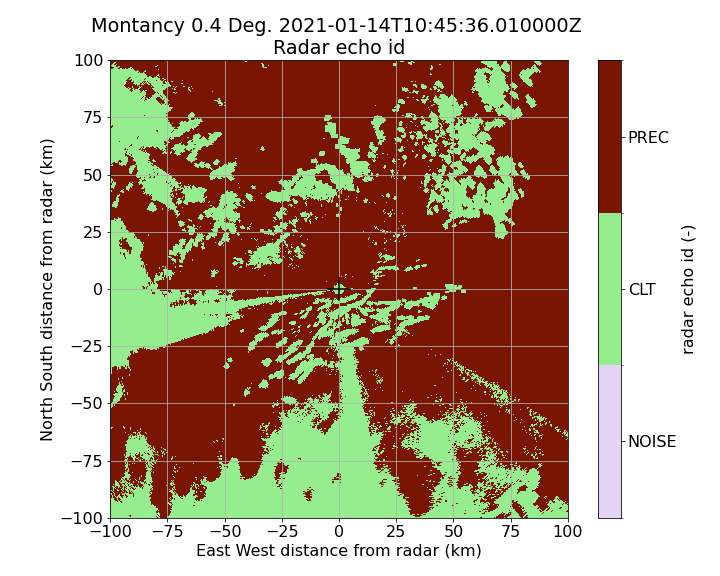 Montancy 0.4 Deg. 2021-01-14T10:45:36.010000Z
Radar echo id
100
75
50
25
0
−25
−50
−75
−100
North South distance from radar (km)
−100 −75 −50 −25 0 25 50 75 100
East West distance from radar (km)
PREC
CLT
NOISE
radar echo id (-)